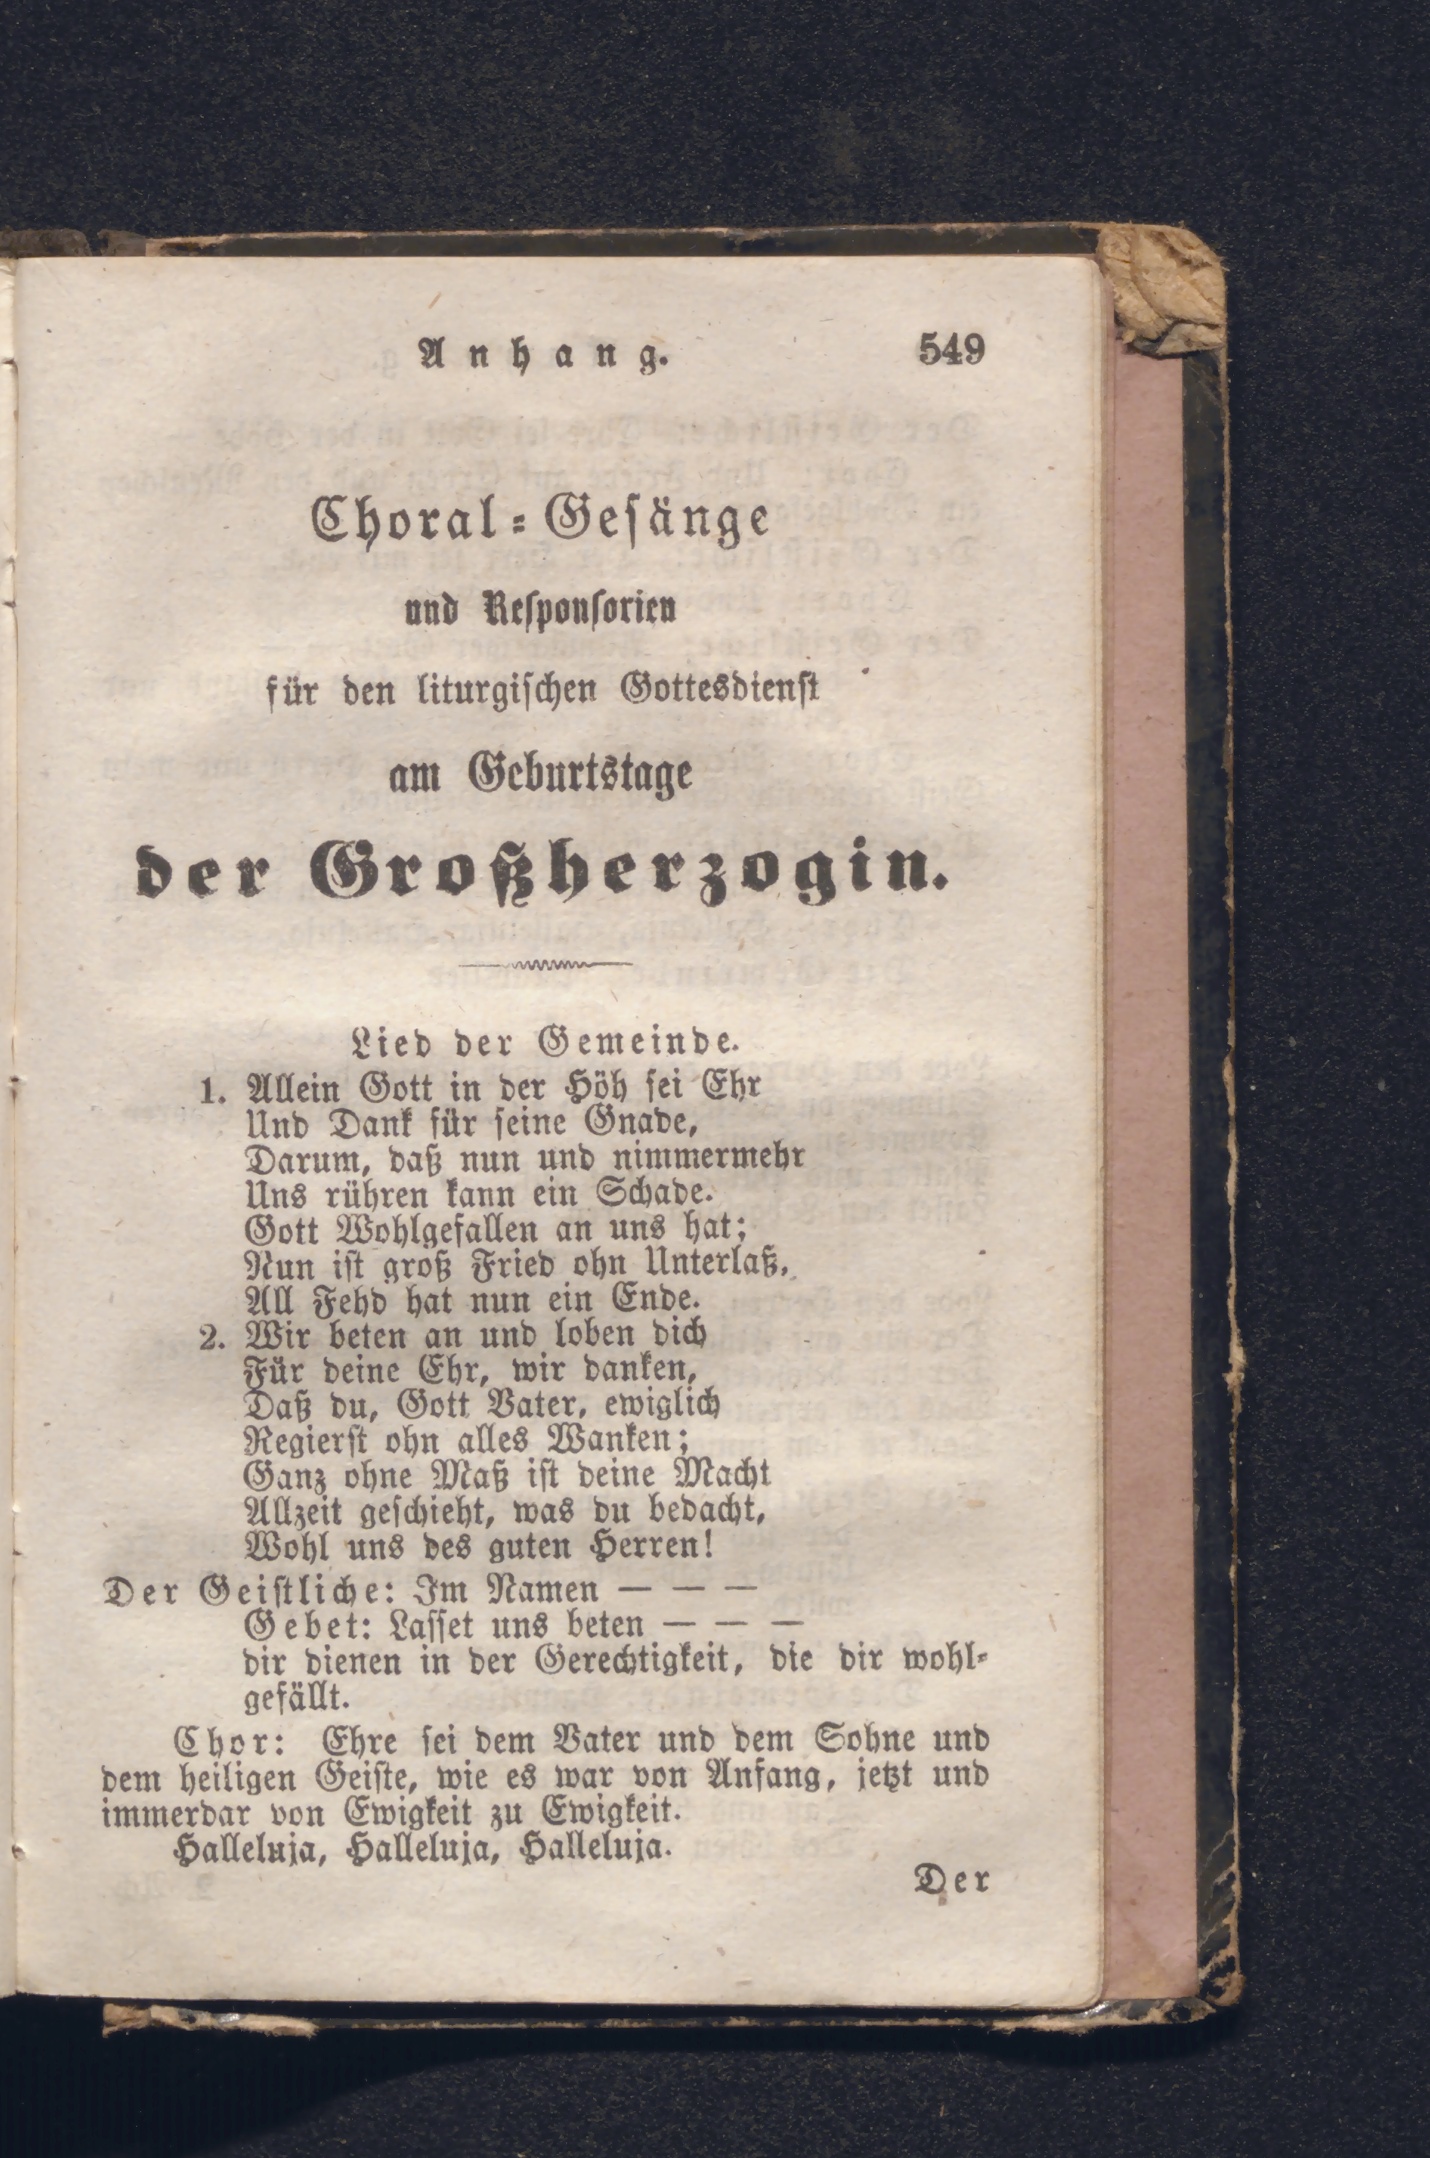 Anhang. 549
Choral-Gesänge
und Responsorien
für den liturgischen Gottesdienst
am Geburtstage
der Großherzogin.
Lied der Gemeinde.
1. Allein Gott in der Höh sei Ehr
Und Dank für seine Gnade,
Darum, daß nun und nimmermehr
Uns rühren kann ein Schade.
Gott Wohlgefallen an uns hat;
Nun ist groß Fried ohn Unterlaß,
All Fehd hat nun ein Ende.
2. Wir beten an und loben dich
Für deine Ehr, wir danken,
Daß du, Gott Vater, ewiglich
Regierst ohn alles Wanken;
Ganz ohne Maß ist deine Macht
Allzeit geschieht, was du bedacht,
Wohl uns des guten Herren!
Der Geistliche: Im Namen — — —
Gebet: Lasset uns beten — — —
dir dienen in der Gerechtigkeit, die dir wohl-
gefällt.
Chor: Ehre sei dem Vater und dem Sohne und
dem heiligen Geiste, wie es war von Anfang, jetzt und
immerdar von Ewigkeit zu Ewigkeit.
Halleluja, Halleluja, Halleluja.
Der